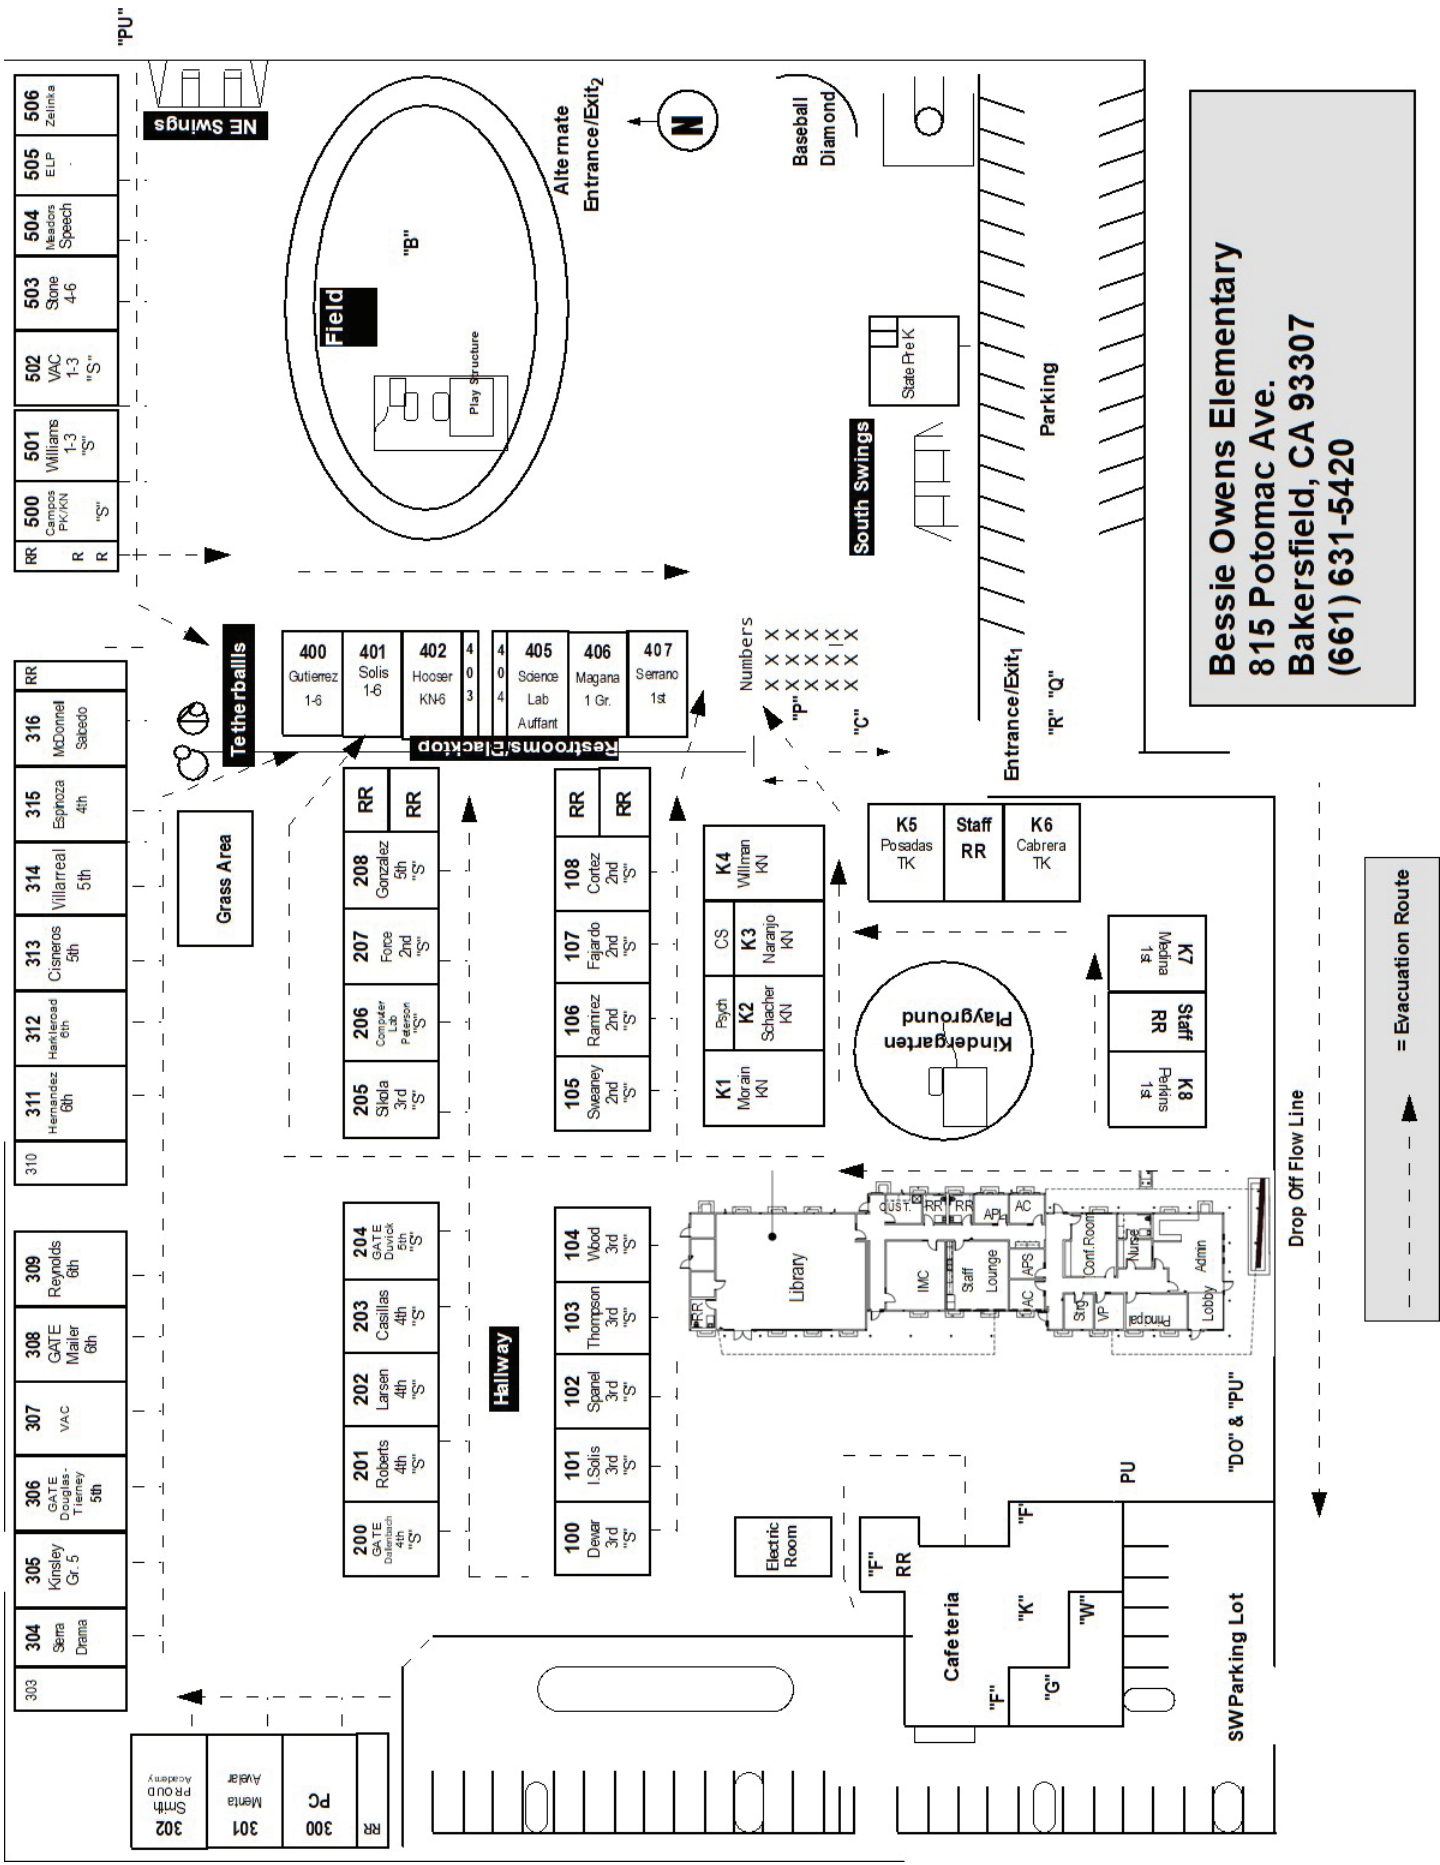 "PU"
506
Zelinka
505
ELP
504
Meadors
Speech
503
Stone
4-6
502
VAC
1-3
"S"
501
Williams
1-3
"S"
500
Campos
PK/KN
"S"
RR
R
R
NE Swings
Field
"B"
Play Structure
Alternate
Entrance/Exit2
N
Baseball
Diamond
State Pre K
South Swings
Parking
Entrance/Exit1
"R" "Q"
Bessie Owens Elementary
815 Potomac Ave.
Bakersfield, CA 93307
(661) 631-5420
RR
316
McDonnel
Salcedo
315
Espinoza
4th
314
Villarreal
5th
313
Cisneros
5th
312
Harkleroad
6th
311
Hernandez
6th
310
309
Reynolds
6th
308
GATE
Mailer
6th
307
VAC
306
GATE
Douglas-
Tierney
5th
305
Kinsley
Gr. 5
304
Sierra
Drama
303
302
Smith
PROUD
Academy
301
Menta
Avelar
300
PC
RR
Tetherballs
Grass Area
400
Gutierrez
1-6
401
Solis
1-6
402
Hooser
KN-6
4
0
3
4
0
4
405
Science
Lab
Auffant
406
Magana
1 Gr.
407
Serrano
1st
Restrooms/Blacktop
Numbers
X X X X X
X X X X X
X X X X X
"P"
"C"
RR
RR
208
Gonzalez
5th
"S"
207
Force
2nd
"S"
206
Computer
Lab
Peterson
"S"
205
Sikola
3rd
"S"
204
GATE
Duvick
5th
"S"
203
Casillas
4th
"S"
202
Larsen
4th
"S"
201
Roberts
4th
"S"
200
GATE
Dallenbach
4th
"S"
Hallway
RR
RR
108
Cortez
2nd
"S"
107
Fajardo
2nd
"S"
106
Ramirez
2nd
"S"
105
Sweaney
2nd
"S"
104
Wood
3rd
"S"
103
Thompson
3rd
"S"
102
Spanel
3rd
"S"
101
I.Solis
3rd
"S"
100
Dewar
3rd
"S"
K4
Willman
KN
CS
K3
Naranjo
KN
Psych
K2
Schacher
KN
K1
Morain
KN
K5
Posadas
TK
Staff
RR
K6
Cabrera
TK
K7
Medina
1st
Staff
RR
K8
Perkins
1st
Kindergarten
Playground
Library
RR
CUST.
RR
RR
API
AC
IMC
Staff
Lounge
APS
AC
Conf.Room
Nurse
Admin
Strg
VP
Principal
Lobby
Electric
Room
"F"
RR
Cafeteria
"F"
"K"
"W"
"F"
"G"
PU
"DO" & "PU"
SWParking Lot
Drop Off Flow Line
= Evacuation Route